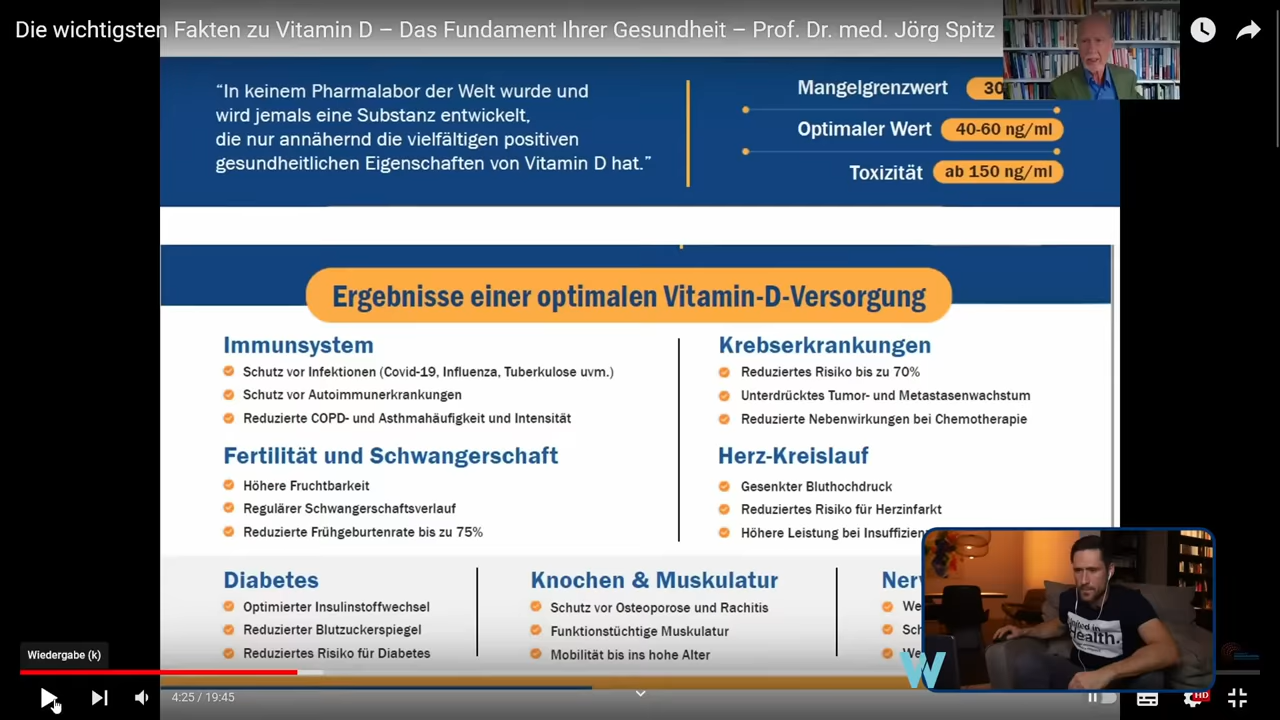 Die wichtigsten Fakten zu Vitamin D – Das Fundament Ihrer Gesundheit – Prof. Dr. med. Jörg Spitz
“In keinem Pharmalabor der Welt wurde und
wird jemals eine Substanz entwickelt,
die nur annähernd die vielfältigen positiven
gesundheitlichen Eigenschaften von Vitamin D hat.”
Mangelgrenzwert 30
Optimaler Wert 40-60 ng/ml
Toxizität ab 150 ng/ml
Ergebnisse einer optimalen Vitamin-D-Versorgung
Immunsystem
Schutz vor Infektionen (Covid-19, Influenza, Tuberkulose uvm.)
Schutz vor Autoimmunerkrankungen
Reduzierte COPD- und Asthmahäufigkeit und Intensität
Krebserkrankungen
Reduziertes Risiko bis zu 70%
Unterdrücktes Tumor- und Metastasenwachstum
Reduzierte Nebenwirkungen bei Chemotherapie
Fertilität und Schwangerschaft
Höhere Fruchtbarkeit
Regulärer Schwangerschaftsverlauf
Reduzierte Frühgeburtenrate bis zu 75%
Herz-Kreislauf
Gesenkter Bluthochdruck
Reduziertes Risiko für Herzinfarkt
Höhere Leistung bei
Diabetes
Optimierter Insulinstoffwechsel
Reduzierter Blutzuckerspiegel
Reduziertes Risiko für Diabetes
Knochen & Muskulatur
Schutz vor Osteoporose und Rachitis
Funktionstüchtige Muskulatur
Mobilität bis ins hohe Alter
Health.
W
Wiedergabe (k)
4:25 / 19:45
HD